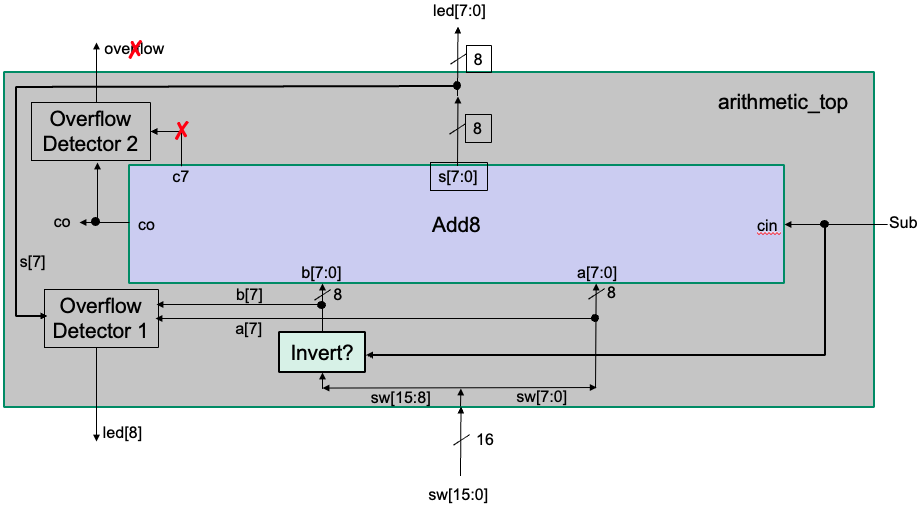 led[7:0]
overflow
8
arithmetic_top
Overflow
Detector 2
8
c7
s[7:0]
co
co
Add8
cin
Sub
s[7]
b[7:0]
a[7:0]
b[7]
8
8
Overflow
Detector 1
a[7]
Invert?
sw[15:8]
sw[7:0]
led[8]
16
sw[15:0]